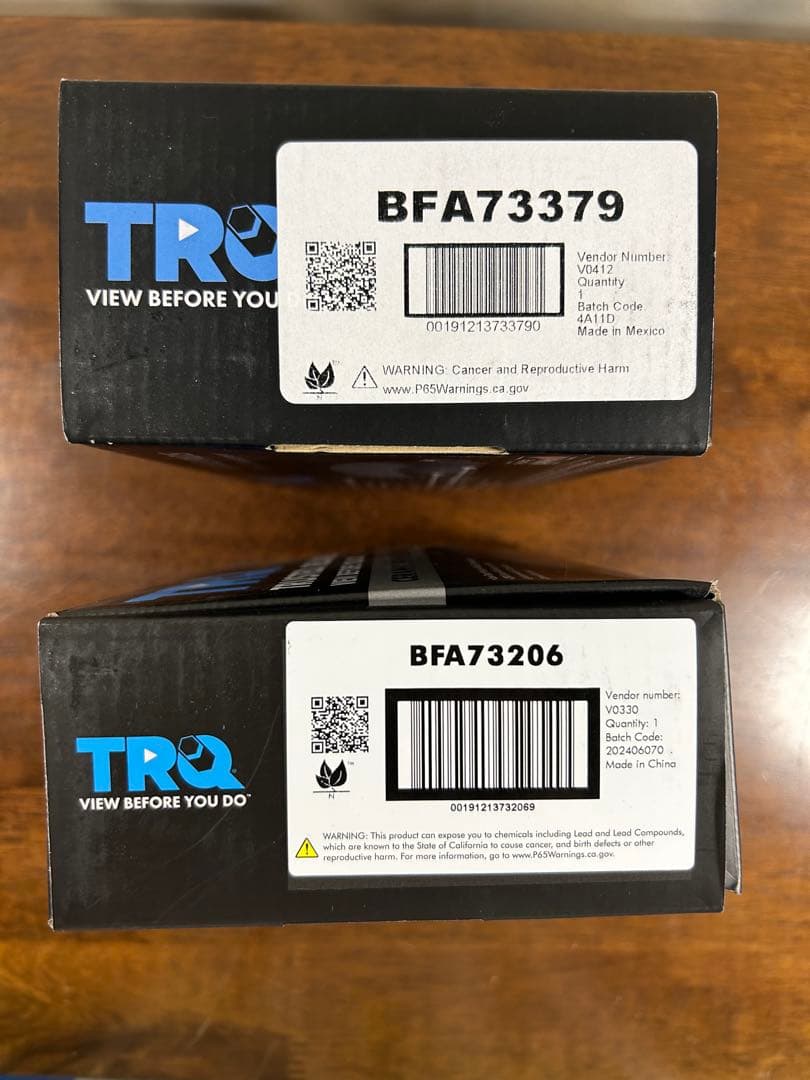 TRQ
VIEW BEFORE YOU D
BFA73379
Vendor Number:
V0412
Quantity:
1
Batch Code:
4A11D
Made in Mexico
00191213733790
TM
N
WARNING: Cancer and Reproductive Harm
www.P65Warnings.ca.gov
TRQ
TRQ®
VIEW BEFORE YOU DO™
BFA73206
Vendor number:
V0330
Quantity: 1
Batch Code:
202406070
Made in China
00191213732069
TM
N
WARNING: This product can expose you to chemicals including Lead and Lead Compounds,
which are known to the State of California to cause cancer, and birth defects or other
reproductive harm. For more information, go to www.P65Warnings.ca.gov.